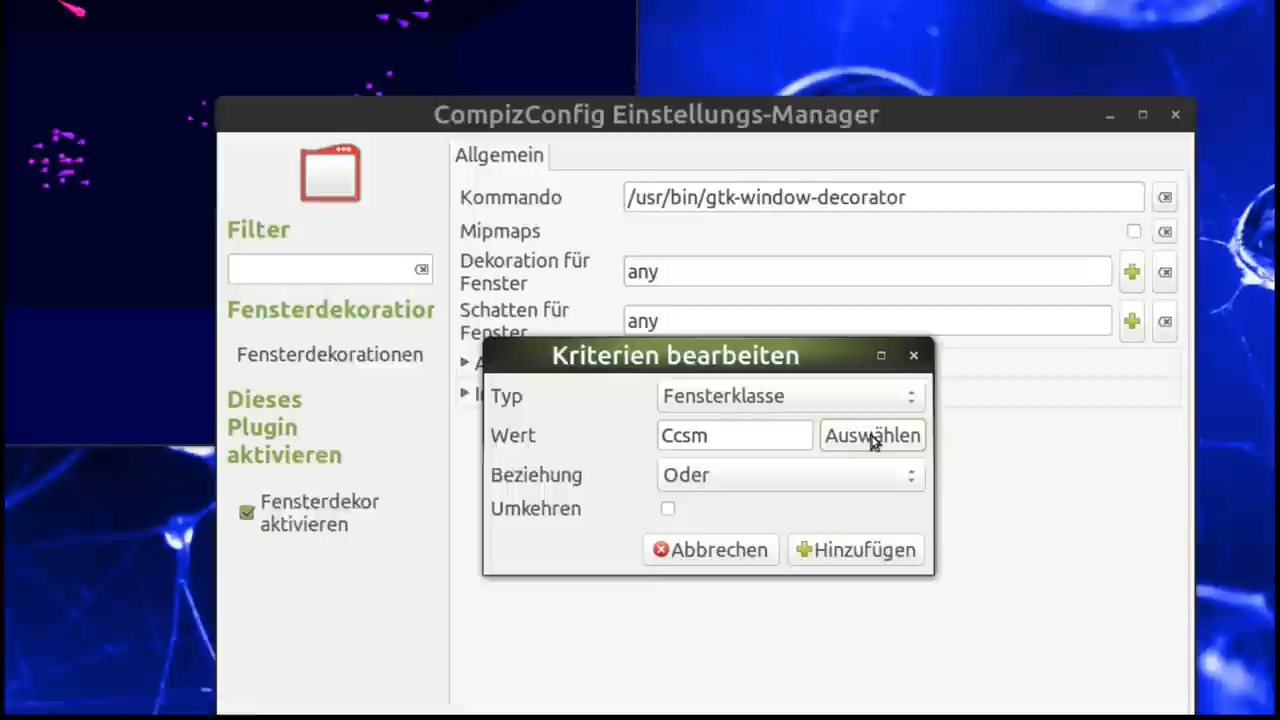 CompizConfig Einstellungs-Manager
Filter
Fensterdekoration
Fensterdekorationen
Dieses
Plugin
aktivieren
Fensterdekor
aktivieren
Allgemein
Kommando
/usr/bin/gtk-window-decorator
Mipmaps
Dekoration für
Fenster
any
Schatten für
Fenster
any
Kriterien bearbeiten
Typ
Fensterklasse
Wert
Ccsm
Auswählen
Beziehung
Oder
Umkehren
Abbrechen
Hinzufügen